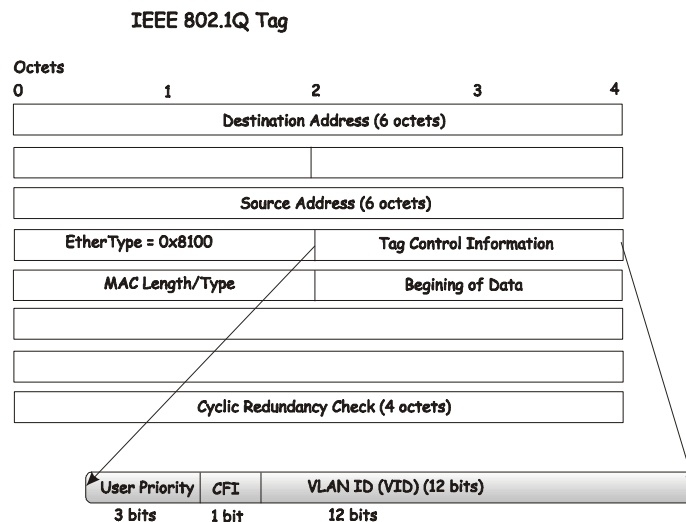 IEEE 802.1Q Tag
Octets
0 1 2 3 4
Destination Address (6 octets)
Source Address (6 octets)
EtherType = 0x8100 Tag Control Information
MAC Length/Type Begining of Data
Cyclic Redundancy Check (4 octets)
User Priority CFI VLAN ID (VID) (12 bits)
3 bits 1 bit 12 bits